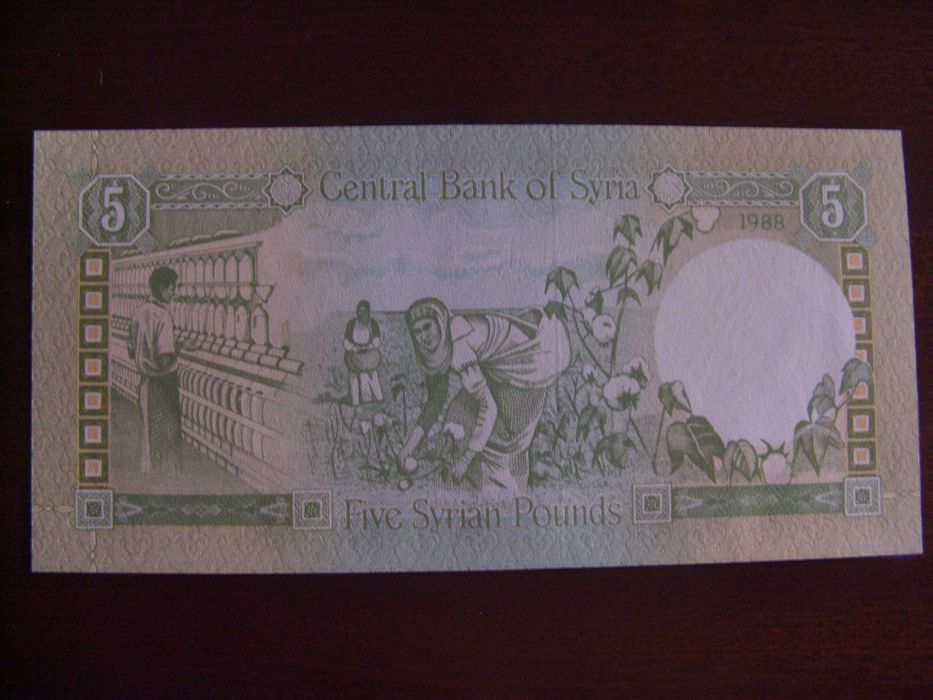 5 Central Bank of Syria 5
1988
Five Syrian Pounds